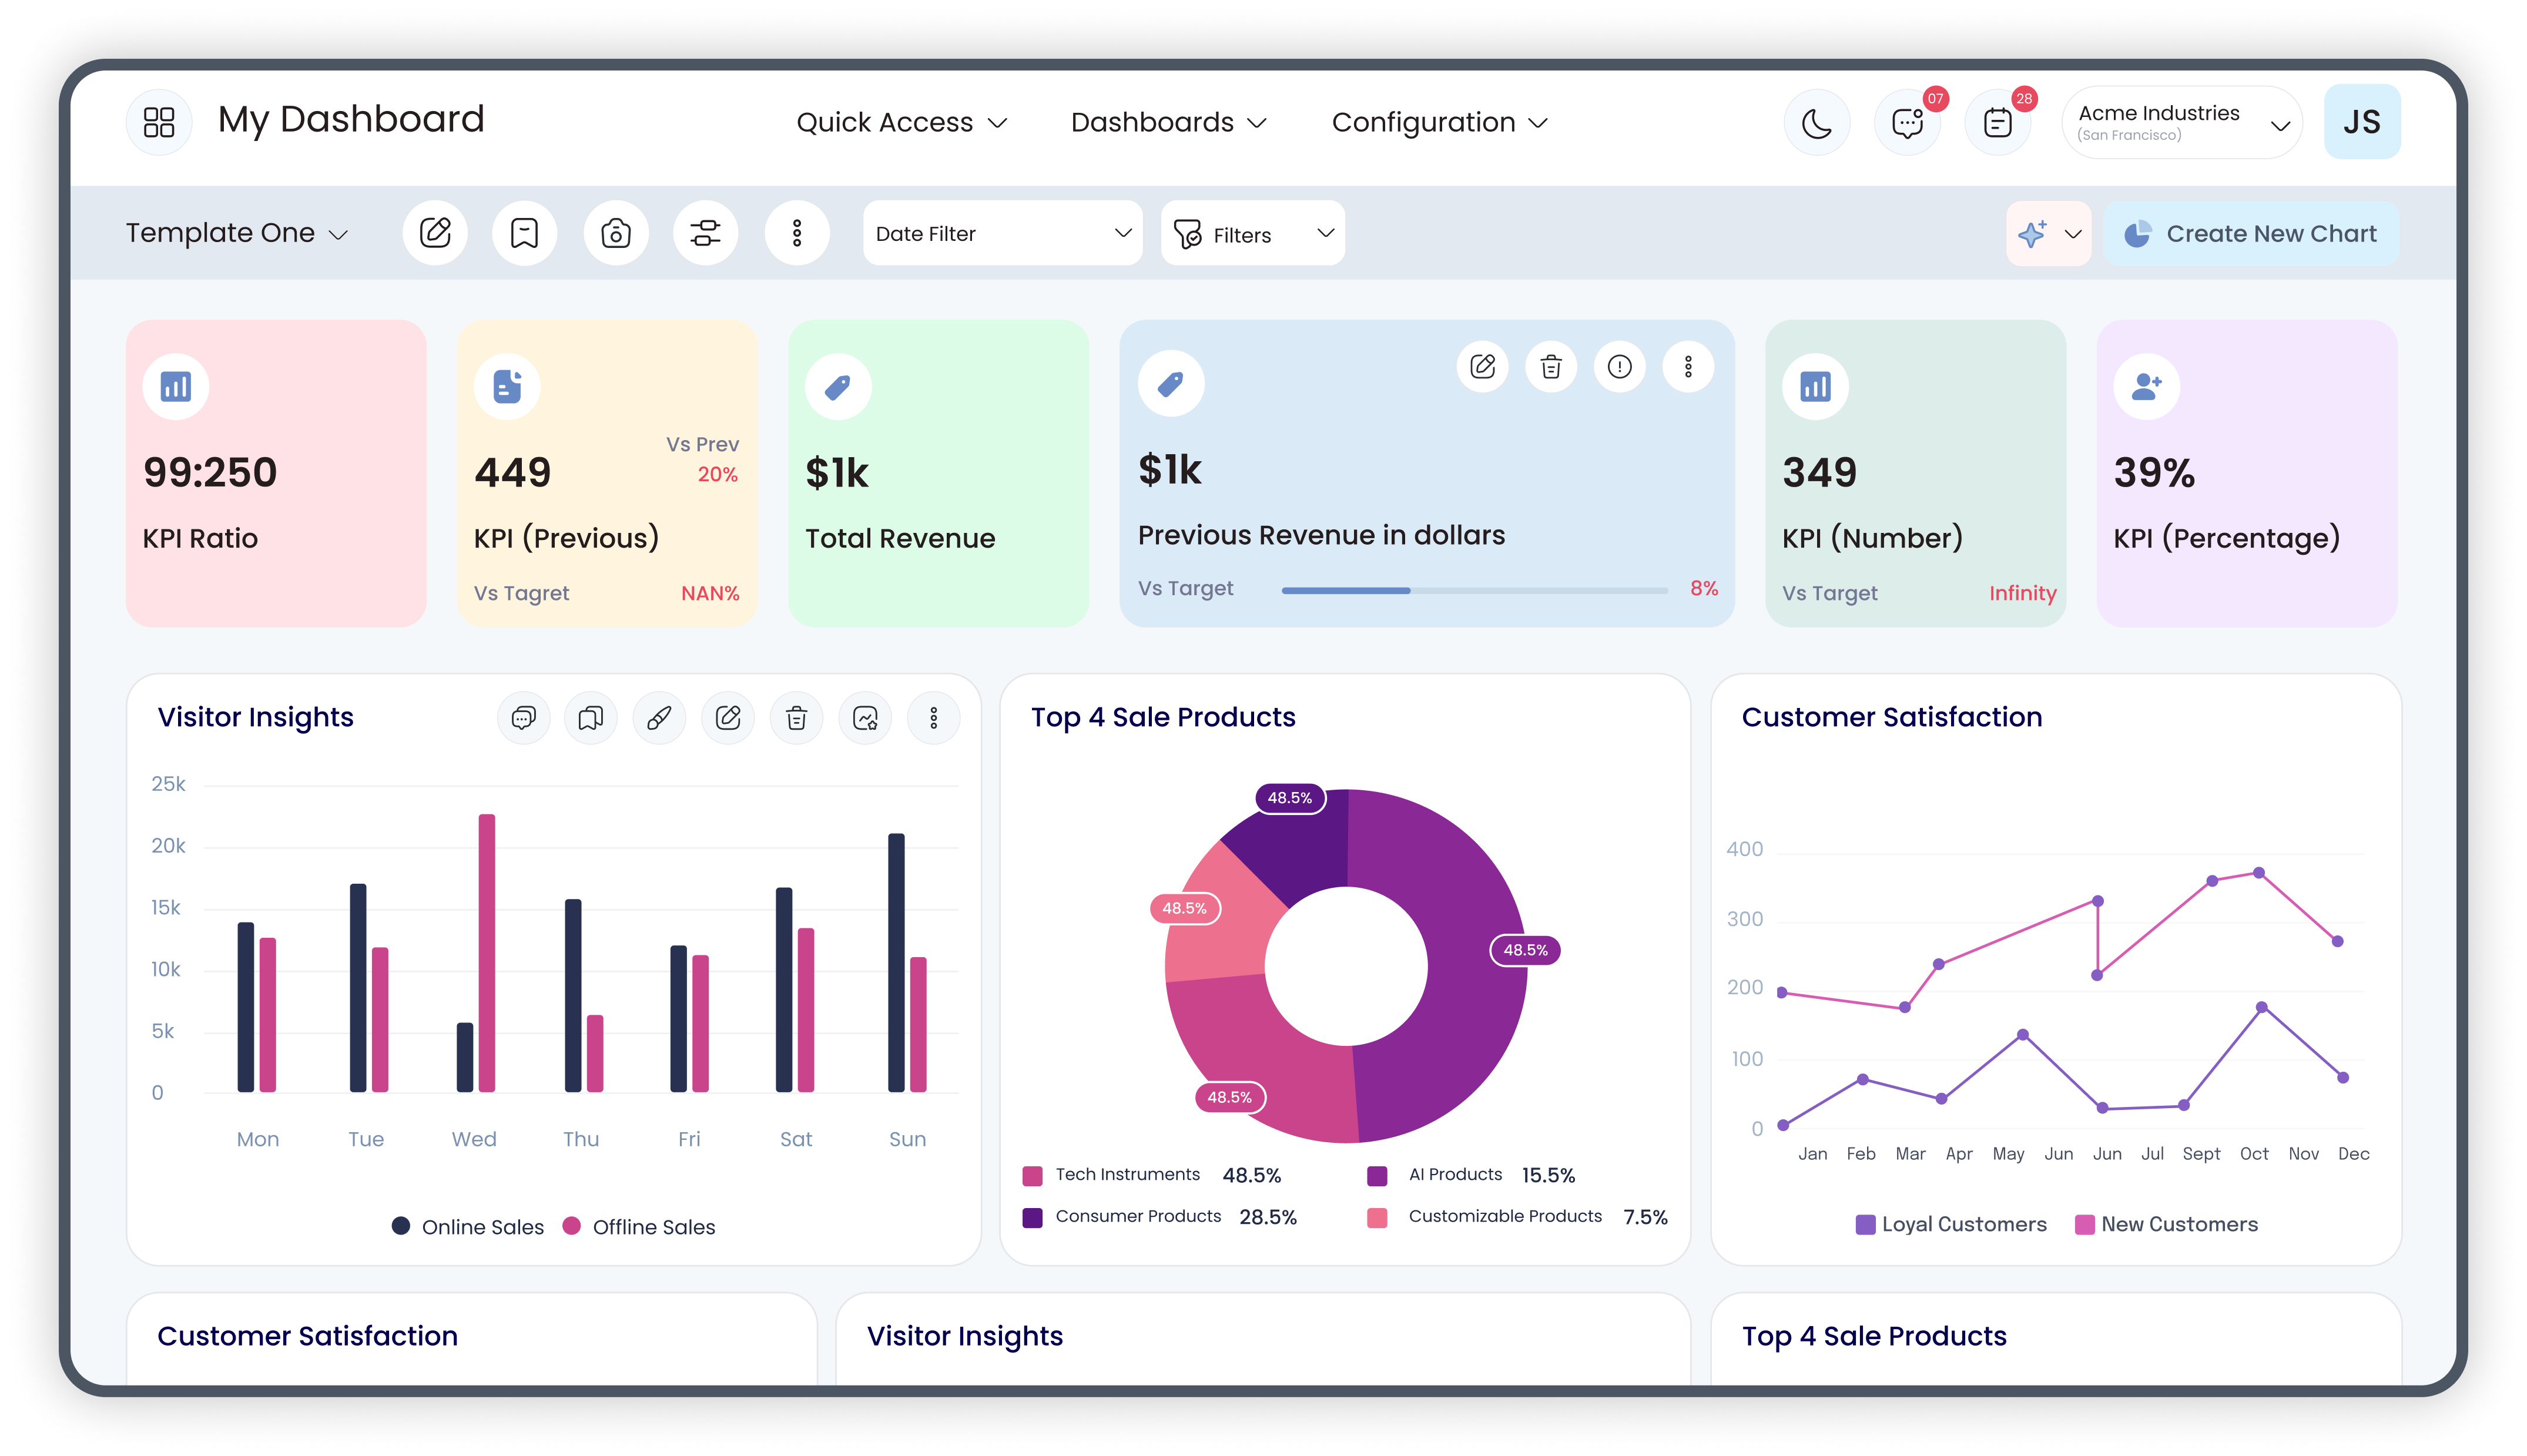 My Dashboard
Quick Access
Dashboards
Configuration
07
28
Acme Industries
(San Francisco)
JS
Template One
Date Filter
Filters
Create New Chart
99:250
KPI Ratio
449
Vs Prev
20%
KPI (Previous)
Vs Tagret
NAN%
$1k
Total Revenue
$1k
Previous Revenue in dollars
Vs Target
8%
349
KPI (Number)
Vs Target
Infinity
39%
KPI (Percentage)
Visitor Insights
25k
20k
15k
10k
5k
0
Mon Tue Wed Thu Fri Sat Sun
Online Sales
Offline Sales
Top 4 Sale Products
48.5%
48.5%
48.5%
48.5%
Tech Instruments 48.5%
AI Products 15.5%
Consumer Products 28.5%
Customizable Products 7.5%
Customer Satisfaction
400
300
200
100
0
Jan Feb Mar Apr May Jun Jun Jul Sept Oct Nov Dec
Loyal Customers
New Customers
Customer Satisfaction
Visitor Insights
Top 4 Sale Products